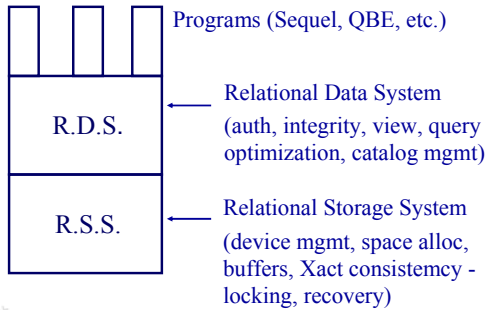 Programs (Sequel, QBE, etc.)
R.D.S.
Relational Data System
(auth, integrity, view, query
optimization, catalog mgmt)
R.S.S.
Relational Storage System
(device mgmt, space alloc,
buffers, Xact consistemcy -
locking, recovery)